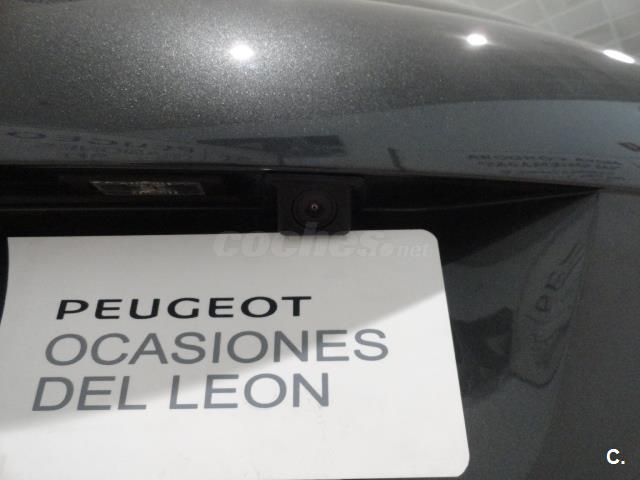 coches.net
PEUGEOT
OCASIONES
DEL LEON
C.